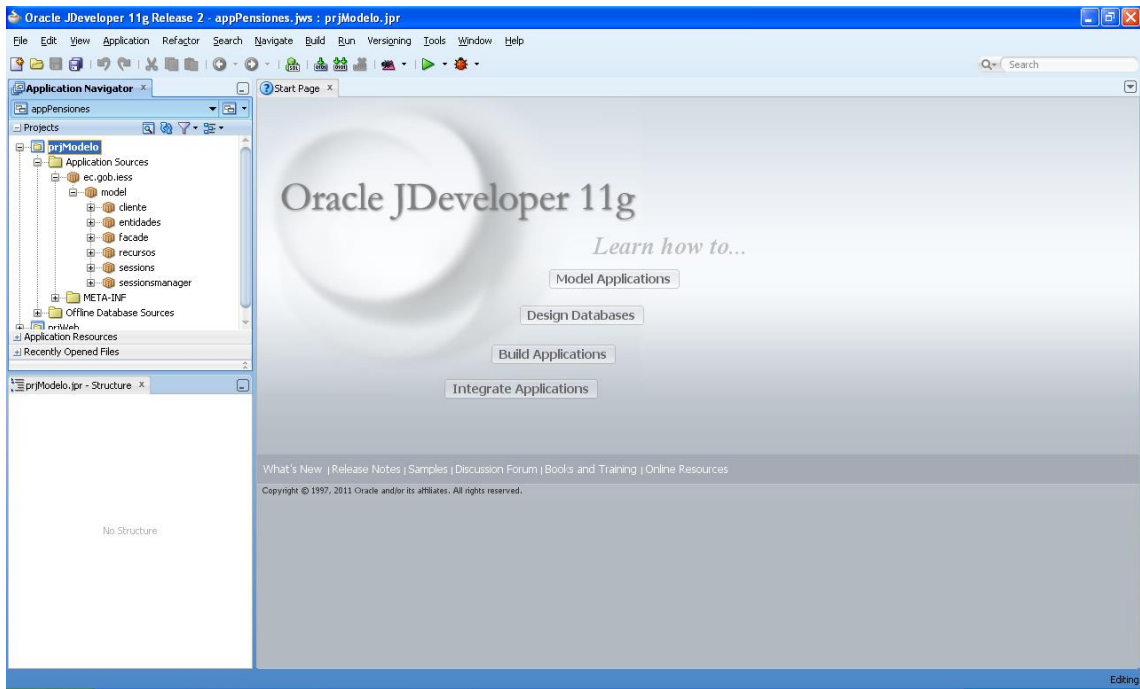 Oracle JDeveloper 11g Release 2 - appPensiones.jws : prjModelo.jpr
File Edit View Application Refactor Search Navigate Build Run Versioning Tools Window Help
Search
Application Navigator
Start Page
appPensiones
Projects
prjModelo
Application Sources
ec.gob.iess
model
cliente
entidades
facade
recursos
sessions
sessionsmanager
META-INF
Offline Database Sources
prjWeb
Application Resources
Recently Opened Files
prjModelo.jpr - Structure
No Structure
Oracle JDeveloper 11g
Learn how to...
Model Applications
Design Databases
Build Applications
Integrate Applications
What's New | Release Notes | Samples | Discussion Forum | Books and Training | Online Resources
Copyright © 1997, 2011 Oracle and/or its affiliates. All rights reserved.
Editing